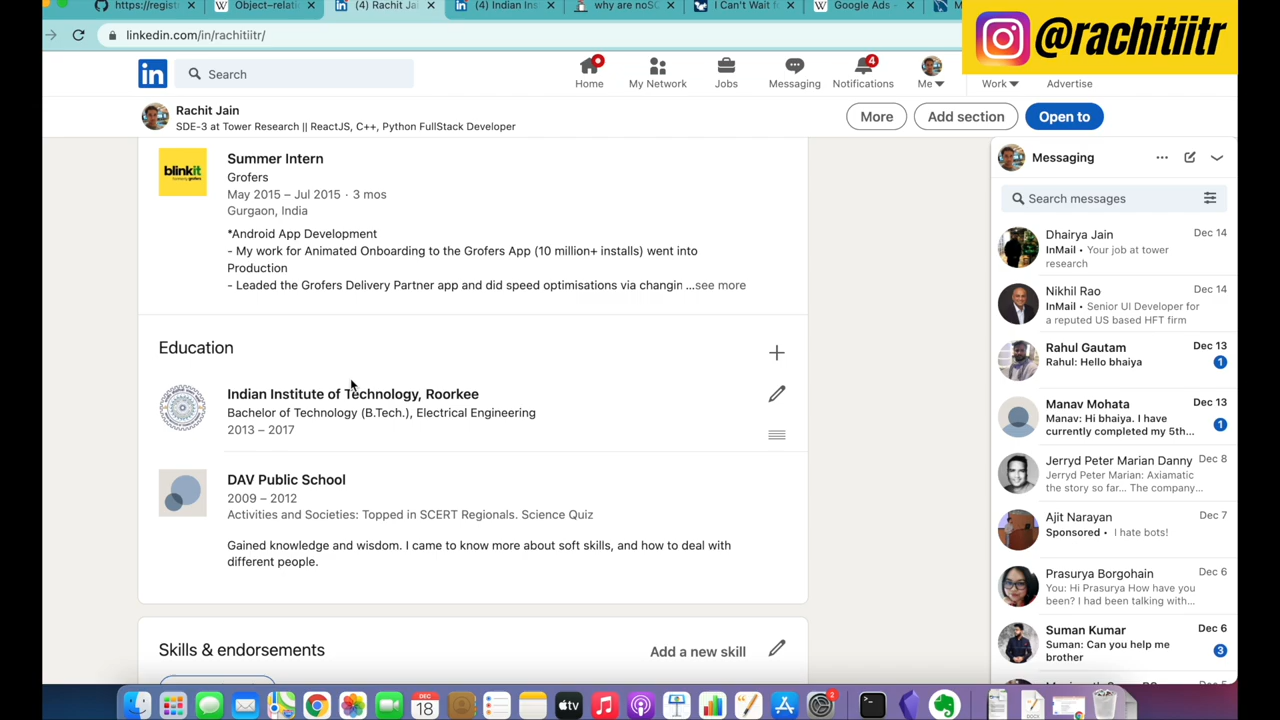 https://regist
Object–relati
(4) Rachit Jai
(4) Indian Ins
why are noSQ
I Can't Wait f
Google Ads -
linkedin.com/in/rachitiitr/
@rachitiitr
in
Search
Home
My Network
Jobs
Messaging
4
Notifications
Me
Work
Advertise
Rachit Jain
SDE-3 at Tower Research || ReactJS, C++, Python FullStack Developer
More
Add section
Open to
blinkit
Summer Intern
Grofers
May 2015 – Jul 2015 · 3 mos
Gurgaon, India
*Android App Development
- My work for Animated Onboarding to the Grofers App (10 million+ installs) went into
Production
- Leaded the Grofers Delivery Partner app and did speed optimisations via changin ...see more
Education
Indian Institute of Technology, Roorkee
Bachelor of Technology (B.Tech.), Electrical Engineering
2013 – 2017
DAV Public School
2009 – 2012
Activities and Societies: Topped in SCERT Regionals. Science Quiz
Gained knowledge and wisdom. I came to know more about soft skills, and how to deal with
different people.
Skills & endorsements
Add a new skill
Messaging
Search messages
Dhairya Jain Dec 14
InMail • Your job at tower
research
Nikhil Rao Dec 14
InMail • Senior UI Developer for
a reputed US based HFT firm
Rahul Gautam Dec 13
Rahul: Hello bhaiya 1
Manav Mohata Dec 13
Manav: Hi bhaiya. I have
currently completed my 5th... 1
Jerryd Peter Marian Danny Dec 8
Jerryd Peter Marian: Axiamatic
the story so far... The company...
Ajit Narayan Dec 7
Sponsored • I hate bots!
Prasurya Borgohain Dec 6
You: Hi Prasurya How have you
been? I had been talking with...
Suman Kumar Dec 6
Suman: Can you help me
brother 3
DEC
18
tv
2